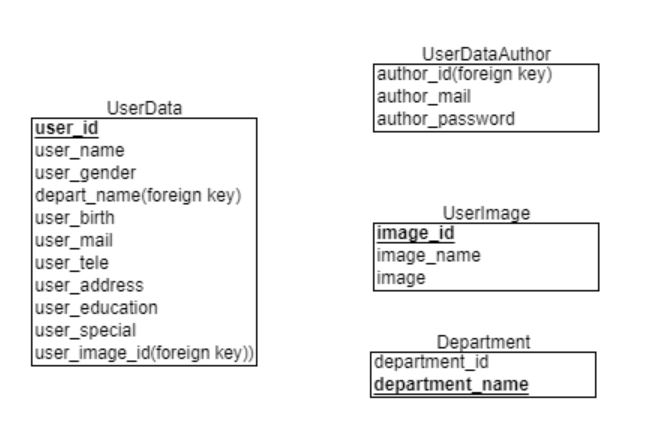 UserData
user_id
user_name
user_gender
depart_name(foreign key)
user_birth
user_mail
user_tele
user_address
user_education
user_special
user_image_id(foreign key))
UserDataAuthor
author_id(foreign key)
author_mail
author_password
UserImage
image_id
image_name
image
Department
department_id
department_name